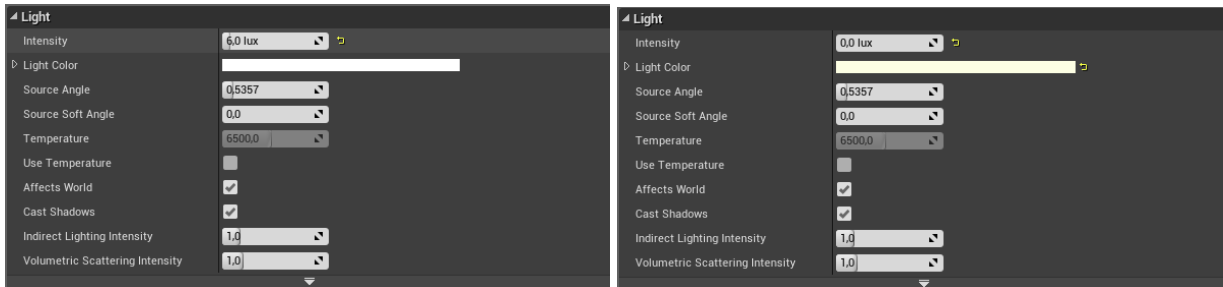 Light
Intensity 6,0 lux
Light Color
Source Angle 0,5357
Source Soft Angle 0,0
Temperature 6500,0
Use Temperature
Affects World
Cast Shadows
Indirect Lighting Intensity 1,0
Volumetric Scattering Intensity 1,0
Light
Intensity 0,0 lux
Light Color
Source Angle 0,5357
Source Soft Angle 0,0
Temperature 6500,0
Use Temperature
Affects World
Cast Shadows
Indirect Lighting Intensity 1,0
Volumetric Scattering Intensity 1,0